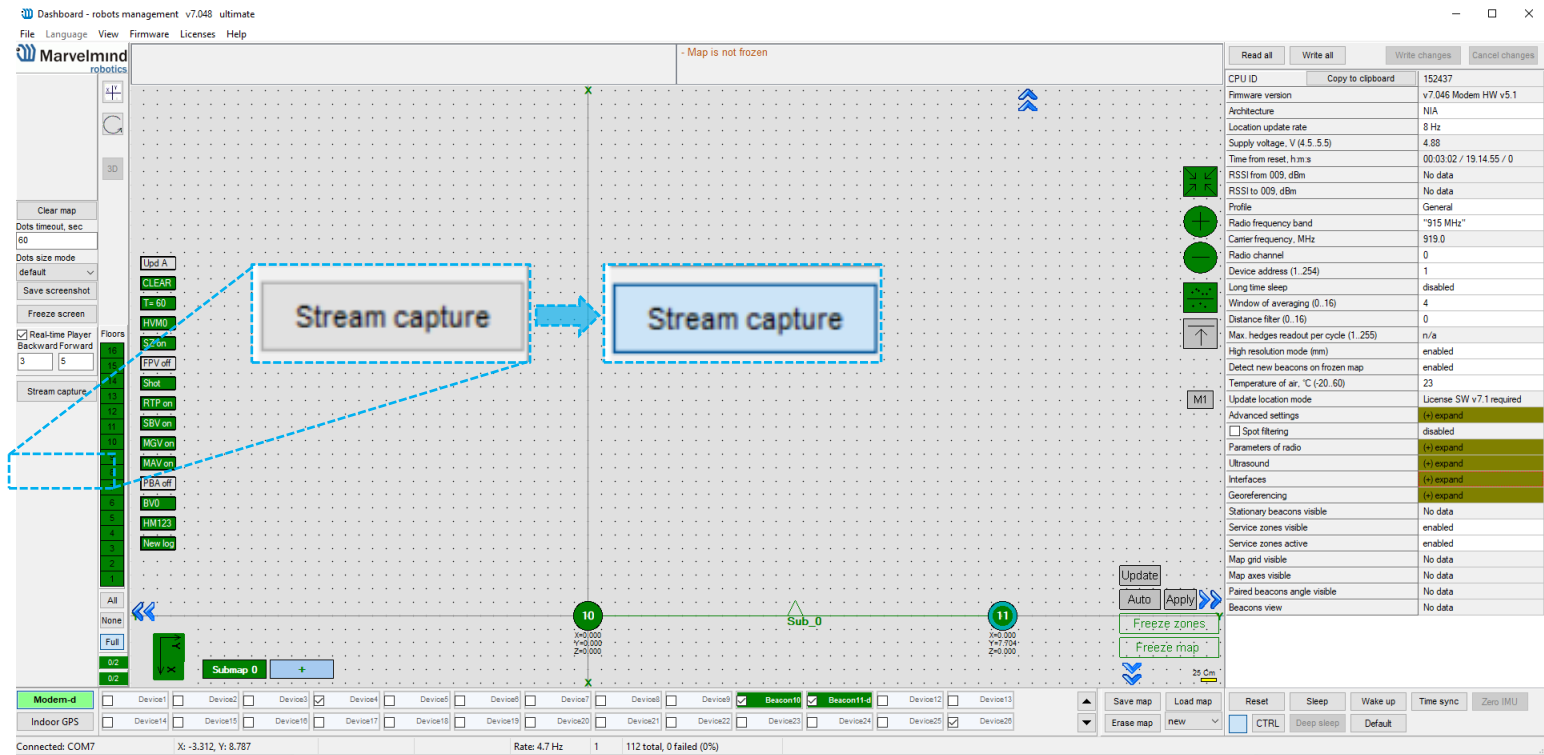 Dashboard - robots management v7.048 ultimate
File Language View Firmware Licenses Help
Marvelmind
robotics
- Map is not frozen
Read all Write all Write changes Cancel changes
X
3D
Clear map
Dots timeout, sec
60
Dots size mode
default
Save screenshot
Freeze screen
Real-time Player
Backward Forward
3 5
Stream capture
Floors
16
15
14
13
12
11
10
6
5
4
3
2
1
All
None
Full
0/2
0/2
Upd A
CLEAR
T= 60
HVM0
SZ on
FPV off
Shot
RTP on
SBV on
MGV on
MAV on
PBA off
BV0
HM123
New log
Stream capture
Stream capture
M1
Update
Auto Apply
Freeze zones
Freeze map
25 Cm
10
X=0.000
Y=0.000
Z=0.000
Sub_0
11
X=0.000
Y=7.704
Z=0.000
Y
X
Submap 0 +
CPU ID Copy to clipboard 152437
Firmware version v7.046 Modem HW v5.1
Architecture NIA
Location update rate 8 Hz
Supply voltage, V (4.5..5.5) 4.88
Time from reset, h:m:s 00:03:02 / 19.14.55 / 0
RSSI from 009, dBm No data
RSSI to 009, dBm No data
Profile General
Radio frequency band "915 MHz"
Carrier frequency, MHz 919.0
Radio channel 0
Device address (1..254) 1
Long time sleep disabled
Window of averaging (0..16) 4
Distance filter (0..16) 0
Max. hedges readout per cycle (1..255) n/a
High resolution mode (mm) enabled
Detect new beacons on frozen map enabled
Temperature of air, °C (-20..60) 23
Update location mode License SW v7.1 required
Advanced settings (+) expand
Spot filtering disabled
Parameters of radio (+) expand
Ultrasound (+) expand
Interfaces (+) expand
Georeferencing (+) expand
Stationary beacons visible No data
Service zones visible enabled
Service zones active enabled
Map grid visible No data
Map axes visible No data
Paired beacons angle visible No data
Beacons view No data
Modem-d Device1 Device2 Device3 Device4 Device5 Device6 Device7 Device8 Device9 Beacon10 Beacon11-d Device12 Device13
Save map Load map Reset Sleep Wake up Time sync Zero IMU
Indoor GPS Device14 Device15 Device16 Device17 Device18 Device19 Device20 Device21 Device22 Device23 Device24 Device25 Device26
Erase map new CTRL Deep sleep Default
Connected: COM7 X: -3.312, Y: 8.787 Rate: 4.7 Hz 1 112 total, 0 failed (0%)